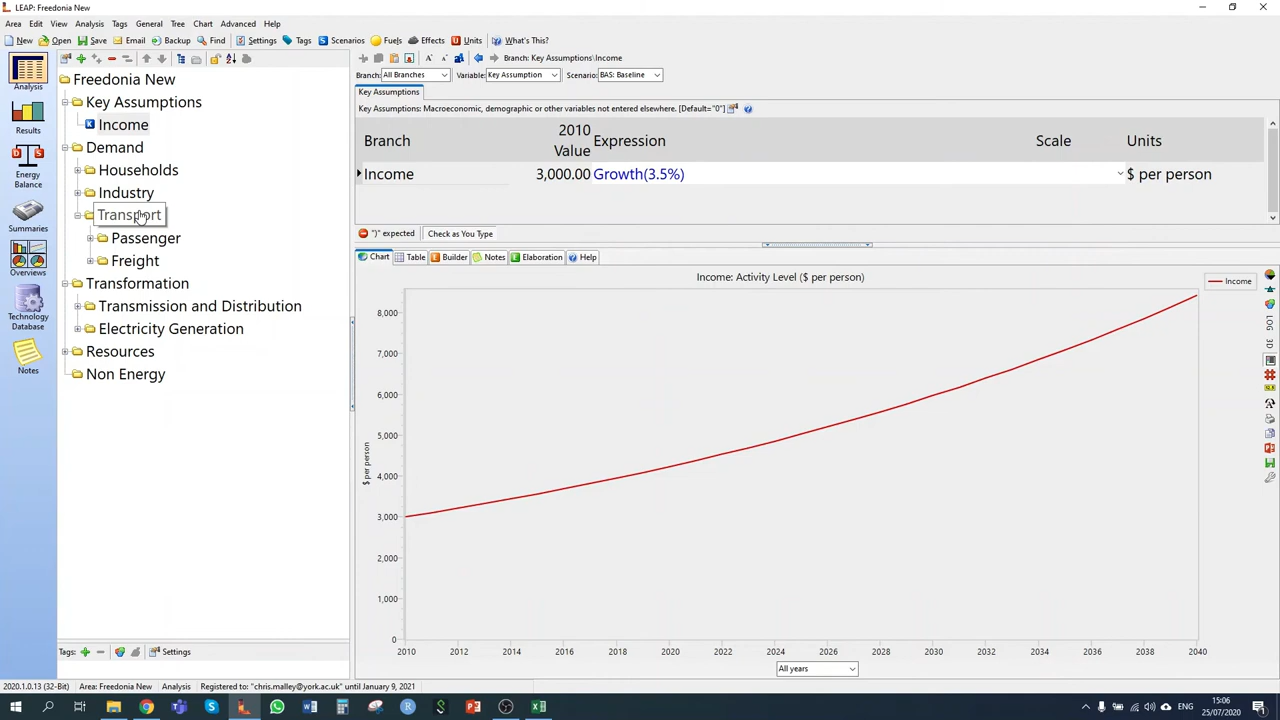 LEAP: Freedonia New
Area Edit View Analysis Tags General Tree Chart Advanced Help
New Open Save Email Backup Find Settings Tags Scenarios Fuels Effects Units What's This?
Analysis
Results
Energy Balance
Summaries
Overviews
Technology Database
Notes
Freedonia New
Key Assumptions
Income
Demand
Households
Industry
Transport
Passenger
Freight
Transformation
Transmission and Distribution
Electricity Generation
Resources
Non Energy
Tags: Settings
Branch: Key Assumptions\Income
Branch: All Branches Variable: Key Assumption Scenario: BAS: Baseline
Key Assumptions
Key Assumptions: Macroeconomic, demographic or other variables not entered elsewhere. [Default="0"]
Branch 2010 Value Expression Scale Units
Income 3,000.00 Growth(3.5%) $ per person
")" expected Check as You Type
Chart Table Builder Notes Elaboration Help
Income: Activity Level ($ per person)
Income
8,000
7,000
6,000
5,000
4,000
3,000
2,000
1,000
0
$ per person
2010 2012 2014 2016 2018 2020 2022 2024 2026 2028 2030 2032 2034 2036 2038 2040
All years
LOG
3D
2020.1.0.13 (32-Bit) Area: Freedonia New Analysis Registered to: "chris.malley@york.ac.uk" until January 9, 2021
ENG
15:06
25/07/2020